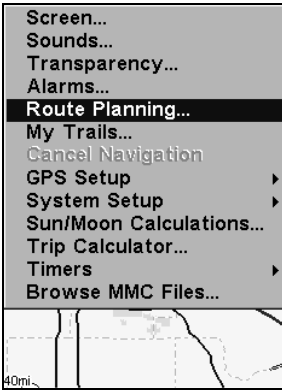 Screen...
Sounds...
Transparency...
Alarms...
Route Planning...
My Trails...
Cancel Navigation
GPS Setup
System Setup
Sun/Moon Calculations...
Trip Calculator...
Timers
Browse MMC Files...
40mi